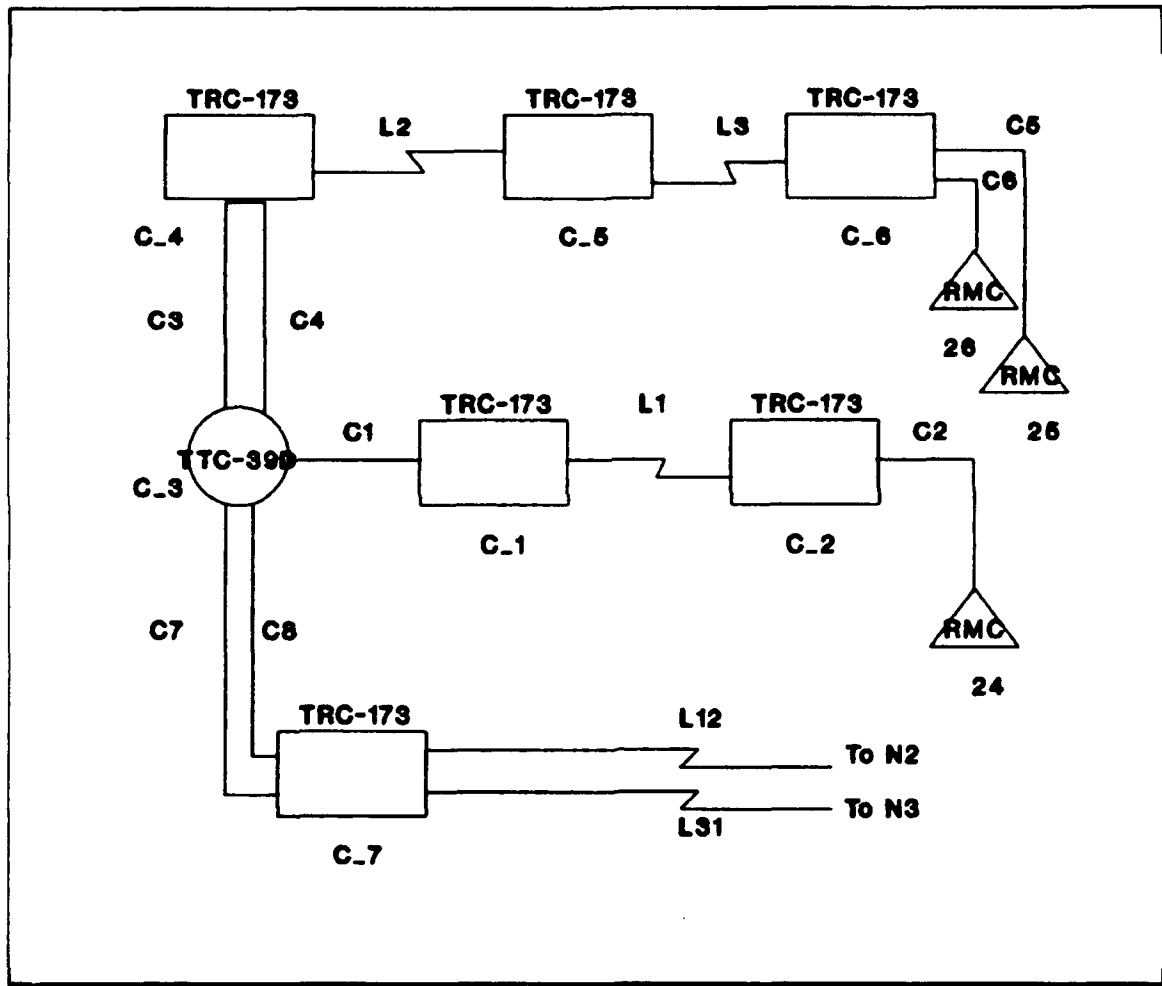 TRC-173 TRC-173 TRC-173
L2 L3 C5
C6
C_4 C_5 C_6
RMC
C3 C4
26 RMC
25
TRC-173 L1 TRC-173
C1 C2
TTC-39D
C_3
C_1 C_2
C7 C8 RMC
24
TRC-173 L12
To N2
To N3
L31
C_7